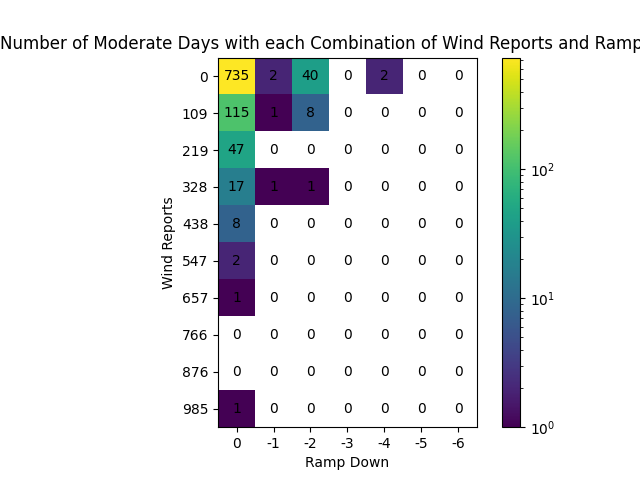 Number of Moderate Days with each Combination of Wind Reports and Ramp
0 735 2 40 0 2 0 0
109 115 1 8 0 0 0 0
219 47 0 0 0 0 0 0
328 17 1 1 0 0 0 0
438 8 0 0 0 0 0 0
547 2 0 0 0 0 0 0
657 1 0 0 0 0 0 0
766 0 0 0 0 0 0 0
876 0 0 0 0 0 0 0
985 1 0 0 0 0 0 0
0 -1 -2 -3 -4 -5 -6
Ramp Down
Wind Reports
10²
10¹
10⁰